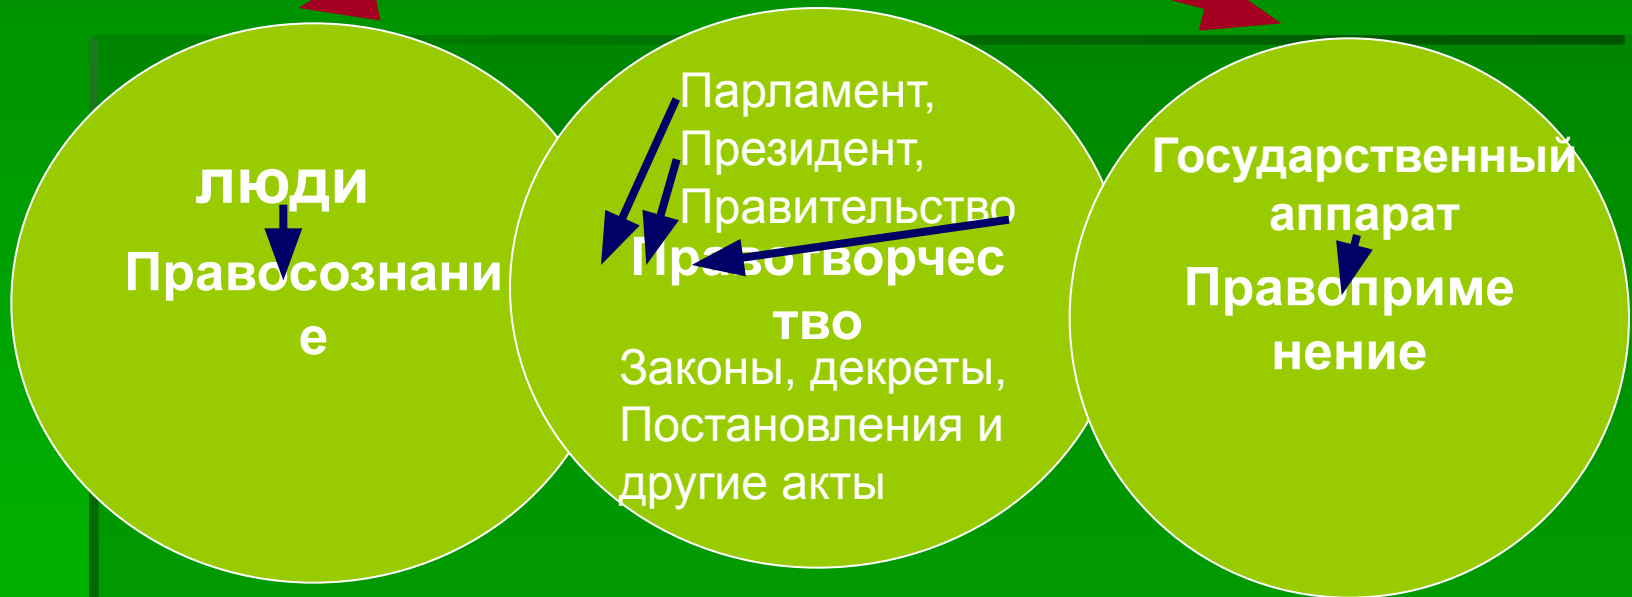 люди
Правосознани
е
Парламент,
Президент,
Правительство
Правотворчес
тво
Законы, декреты,
Постановления и
другие акты
Государственный
аппарат
Правоприме
нение